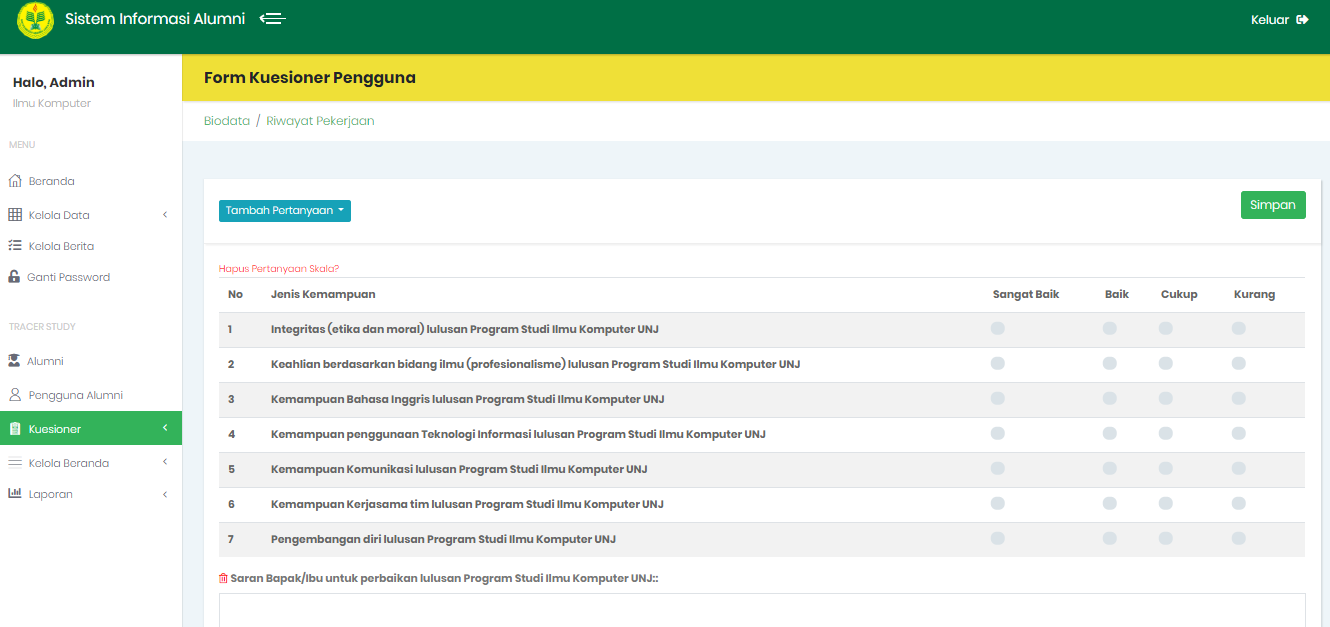 Sistem Informasi Alumni
Keluar
Halo, Admin
Ilmu Komputer
MENU
Beranda
Kelola Data
Kelola Berita
Ganti Password
TRACER STUDY
Alumni
Pengguna Alumni
Kuesioner
Kelola Beranda
Laporan
Form Kuesioner Pengguna
Biodata / Riwayat Pekerjaan
Tambah Pertanyaan
Simpan
Hapus Pertanyaan Skala?
No Jenis Kemampuan Sangat Baik Baik Cukup Kurang
1 Integritas (etika dan moral) lulusan Program Studi Ilmu Komputer UNJ
2 Keahlian berdasarkan bidang ilmu (profesionalisme) lulusan Program Studi Ilmu Komputer UNJ
3 Kemampuan Bahasa Inggris lulusan Program Studi Ilmu Komputer UNJ
4 Kemampuan penggunaan Teknologi Informasi lulusan Program Studi Ilmu Komputer UNJ
5 Kemampuan Komunikasi lulusan Program Studi Ilmu Komputer UNJ
6 Kemampuan Kerjasama tim lulusan Program Studi Ilmu Komputer UNJ
7 Pengembangan diri lulusan Program Studi Ilmu Komputer UNJ
Saran Bapak/Ibu untuk perbaikan lulusan Program Studi Ilmu Komputer UNJ::